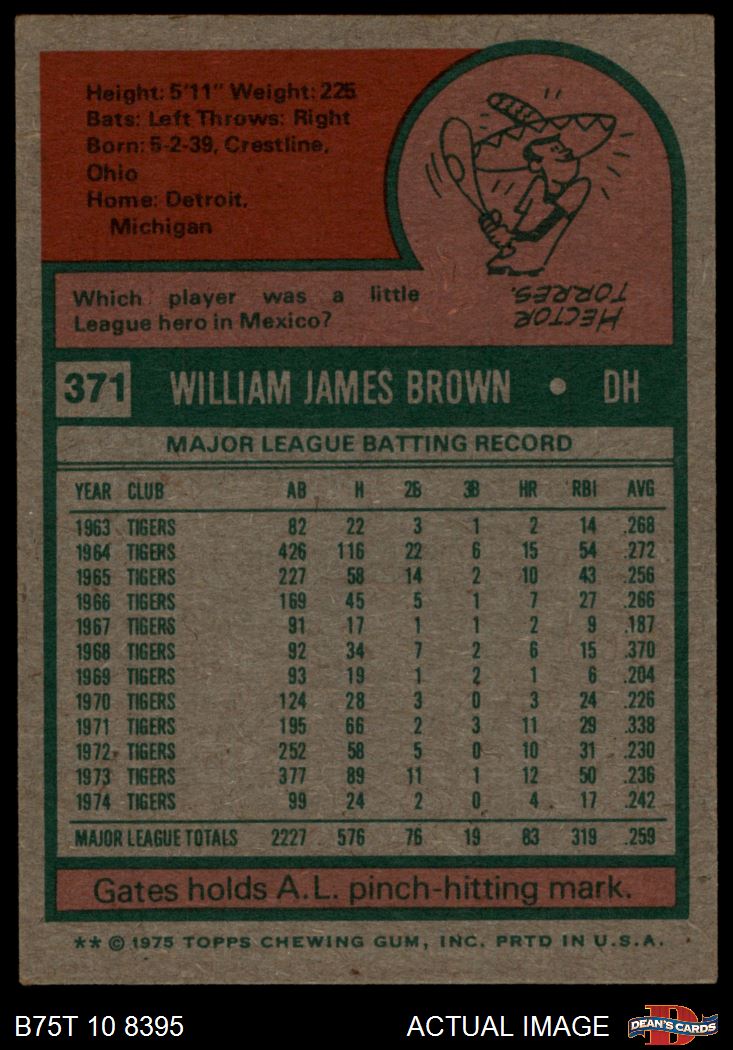 Height: 5'11" Weight: 225
Bats: Left Throws: Right
Born: 5-2-39, Crestline,
Ohio
Home: Detroit,
Michigan
Which player was a little
League hero in Mexico?
HECTOR
TORRES.
371 WILLIAM JAMES BROWN • DH
MAJOR LEAGUE BATTING RECORD
YEAR CLUB AB H 2B 3B HR RBI AVG
1963 TIGERS 82 22 3 1 2 14 .268
1964 TIGERS 426 116 22 6 15 54 .272
1965 TIGERS 227 58 14 2 10 43 .256
1966 TIGERS 169 45 5 1 7 27 .266
1967 TIGERS 91 17 1 1 2 9 .187
1968 TIGERS 92 34 7 2 6 15 .370
1969 TIGERS 93 19 1 2 1 6 .204
1970 TIGERS 124 28 3 0 3 24 .226
1971 TIGERS 195 66 2 3 11 29 .338
1972 TIGERS 252 58 5 0 10 31 .230
1973 TIGERS 377 89 11 1 12 50 .236
1974 TIGERS 99 24 2 0 4 17 .242
MAJOR LEAGUE TOTALS 2227 576 76 19 83 319 .259
Gates holds A.L. pinch-hitting mark.
** © 1975 TOPPS CHEWING GUM, INC. PRTD IN U.S.A.
B75T 10 8395 ACTUAL IMAGE D DEAN'S CARDS